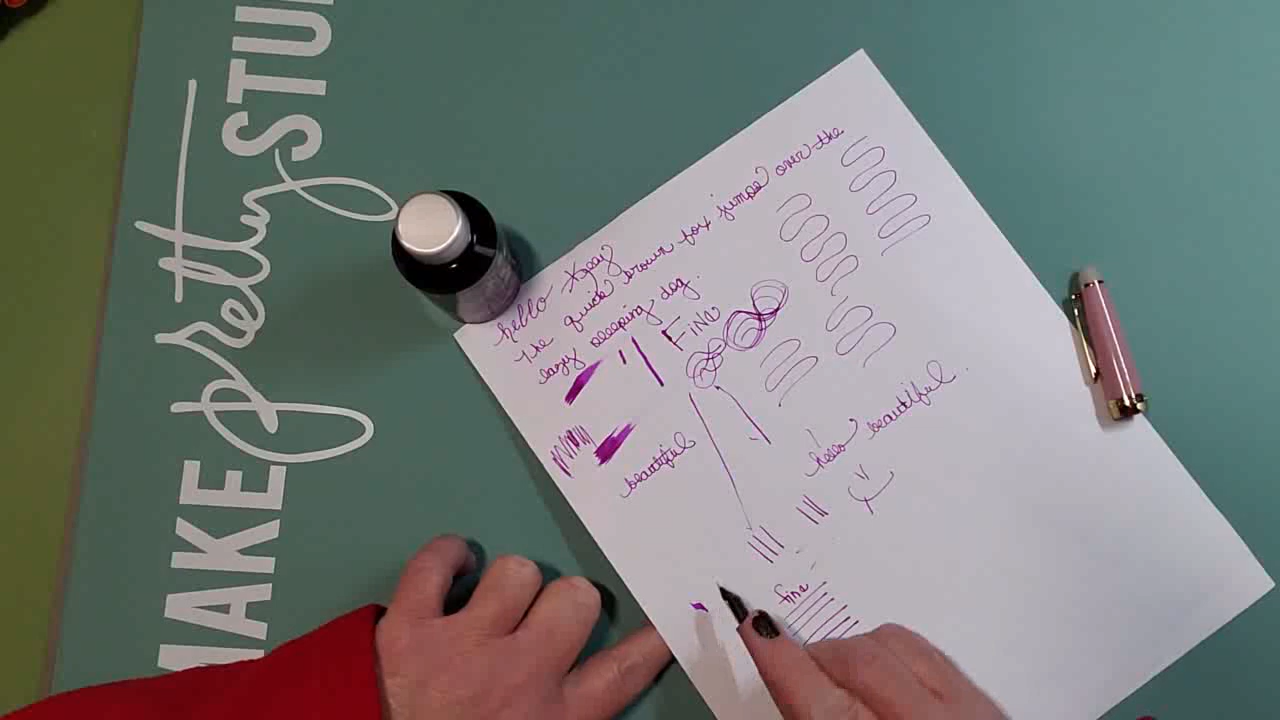 MAKE pretty STU
hello
The quick brown fox jumps over the
lazy sleeping dog.
Fine
beautiful
hello beautiful.
fine